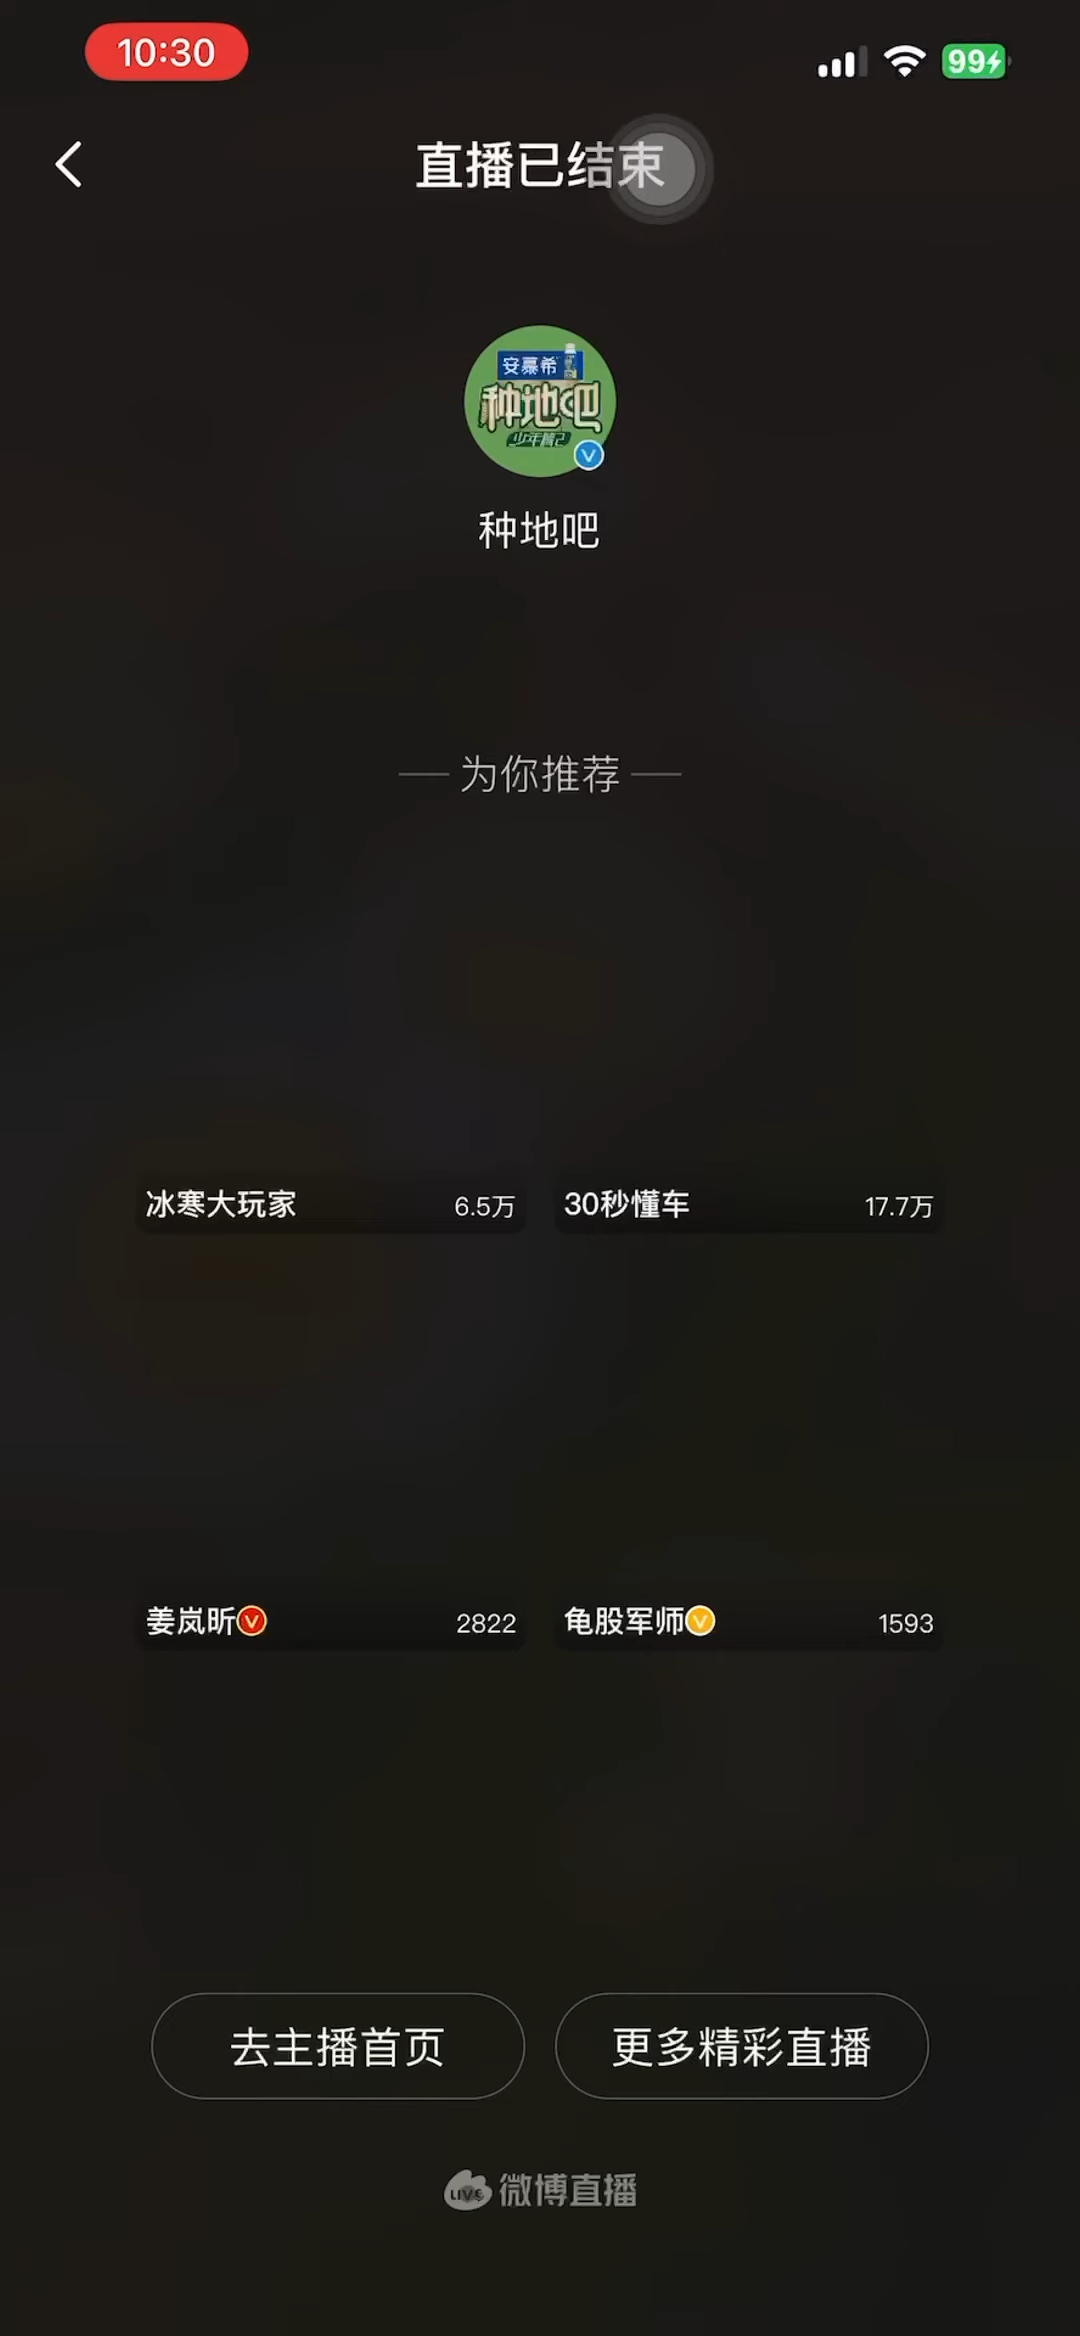 10:30
99
直播已结束
安慕希
种地吧
少年篇2
种地吧
为你推荐
冰寒大玩家 6.5万
30秒懂车 17.7万
姜岚昕 2822
龟股军师 1593
去主播首页
更多精彩直播
LIVE 微博直播